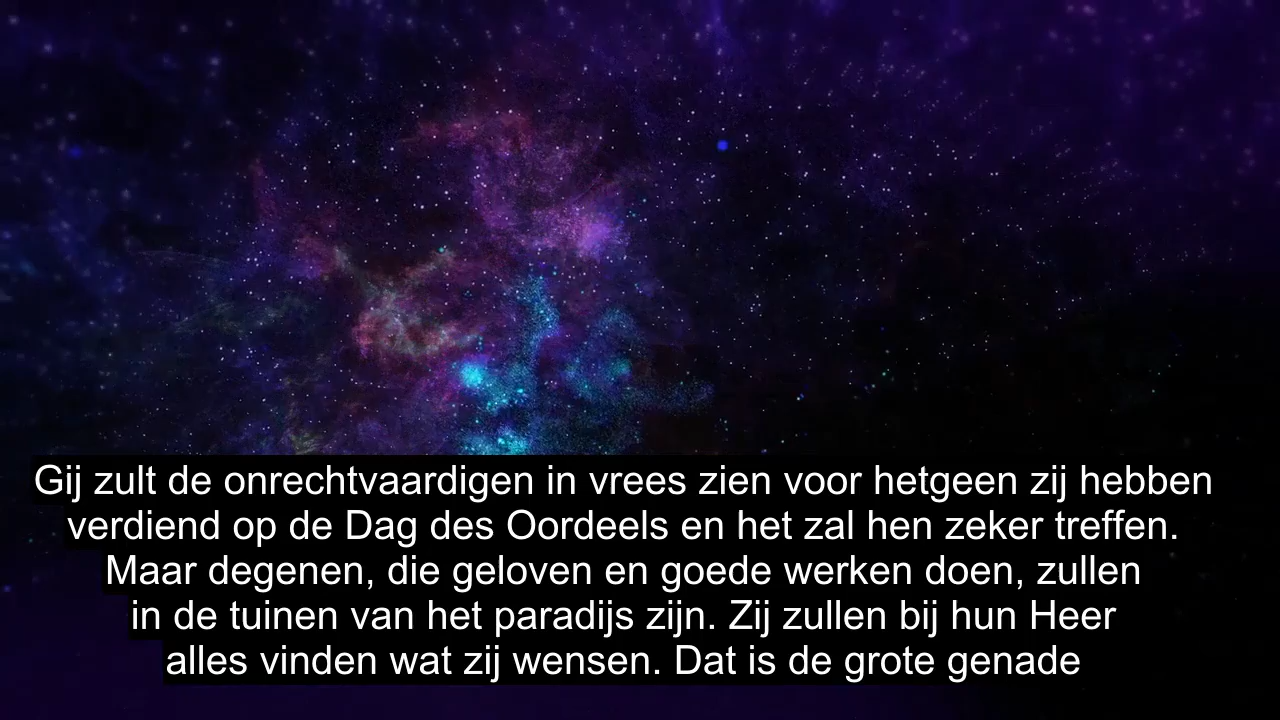 Gij zult de onrechtvaardigen in vrees zien voor hetgeen zij hebben
verdiend op de Dag des Oordeels en het zal hen zeker treffen.
Maar degenen, die geloven en goede werken doen, zullen
in de tuinen van het paradijs zijn. Zij zullen bij hun Heer
alles vinden wat zij wensen. Dat is de grote genade